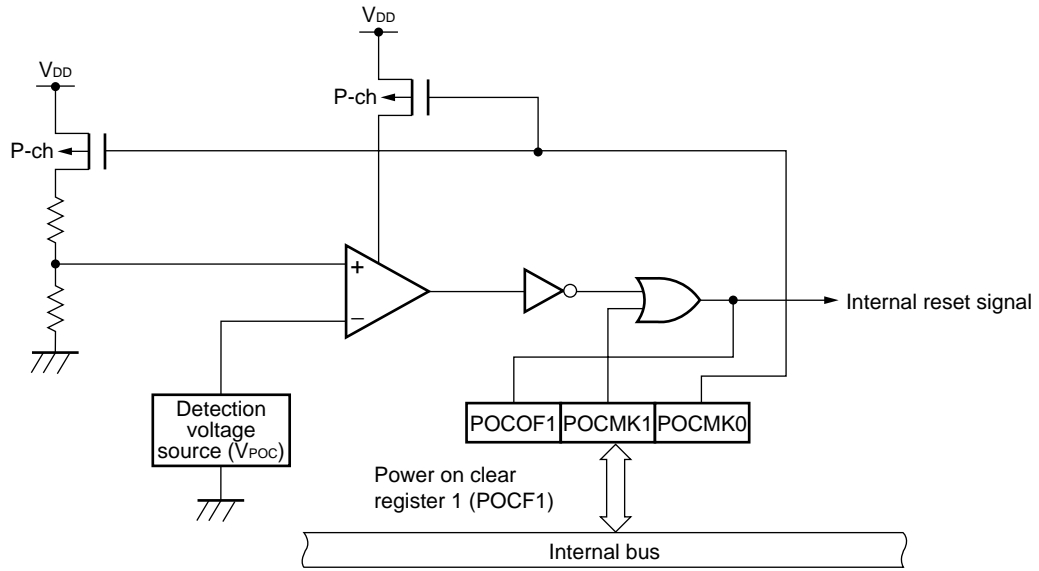 VDD
VDD
P-ch
P-ch
+
−
Internal reset signal
Detection
voltage
source (VPOC)
POCOF1 POCMK1 POCMK0
Power on clear
register 1 (POCF1)
Internal bus